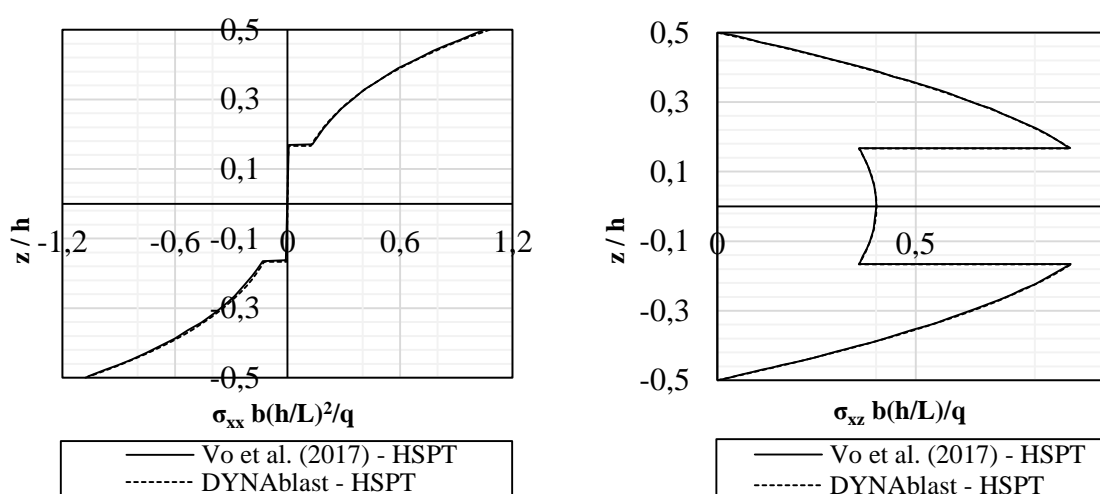 0,5
0,3
0,1
-0,1
-0,3
-0,5
-1,2
-0,6
0
0,6
1,2
z / h
σxx b(h/L)²/q
Vo et al. (2017) - HSPT
DYNAblast - HSPT
0,5
0,3
0,1
-0,1
-0,3
-0,5
0
0,5
z / h
σxz b(h/L)/q
Vo et al. (2017) - HSPT
DYNAblast - HSPT